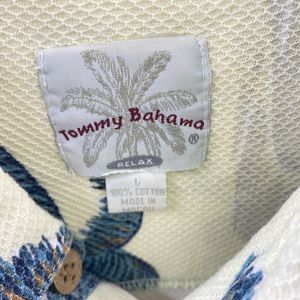 Tommy Bahama
®
RELAX
L
100% COTTON
MADE IN